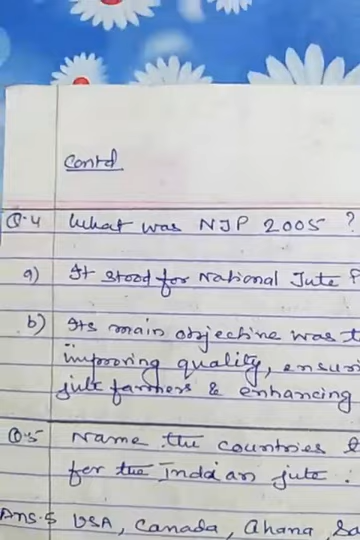 Contd
Q.4 What was NJP 2005 ?
a) It stood for National Jute P
b) Its main objective was t
improving quality, ensuri
jute farmers & enhancing
Q.5 Name the countries
for the Indian jute.
Ans.5 USA, Canada, Ghana, Sa